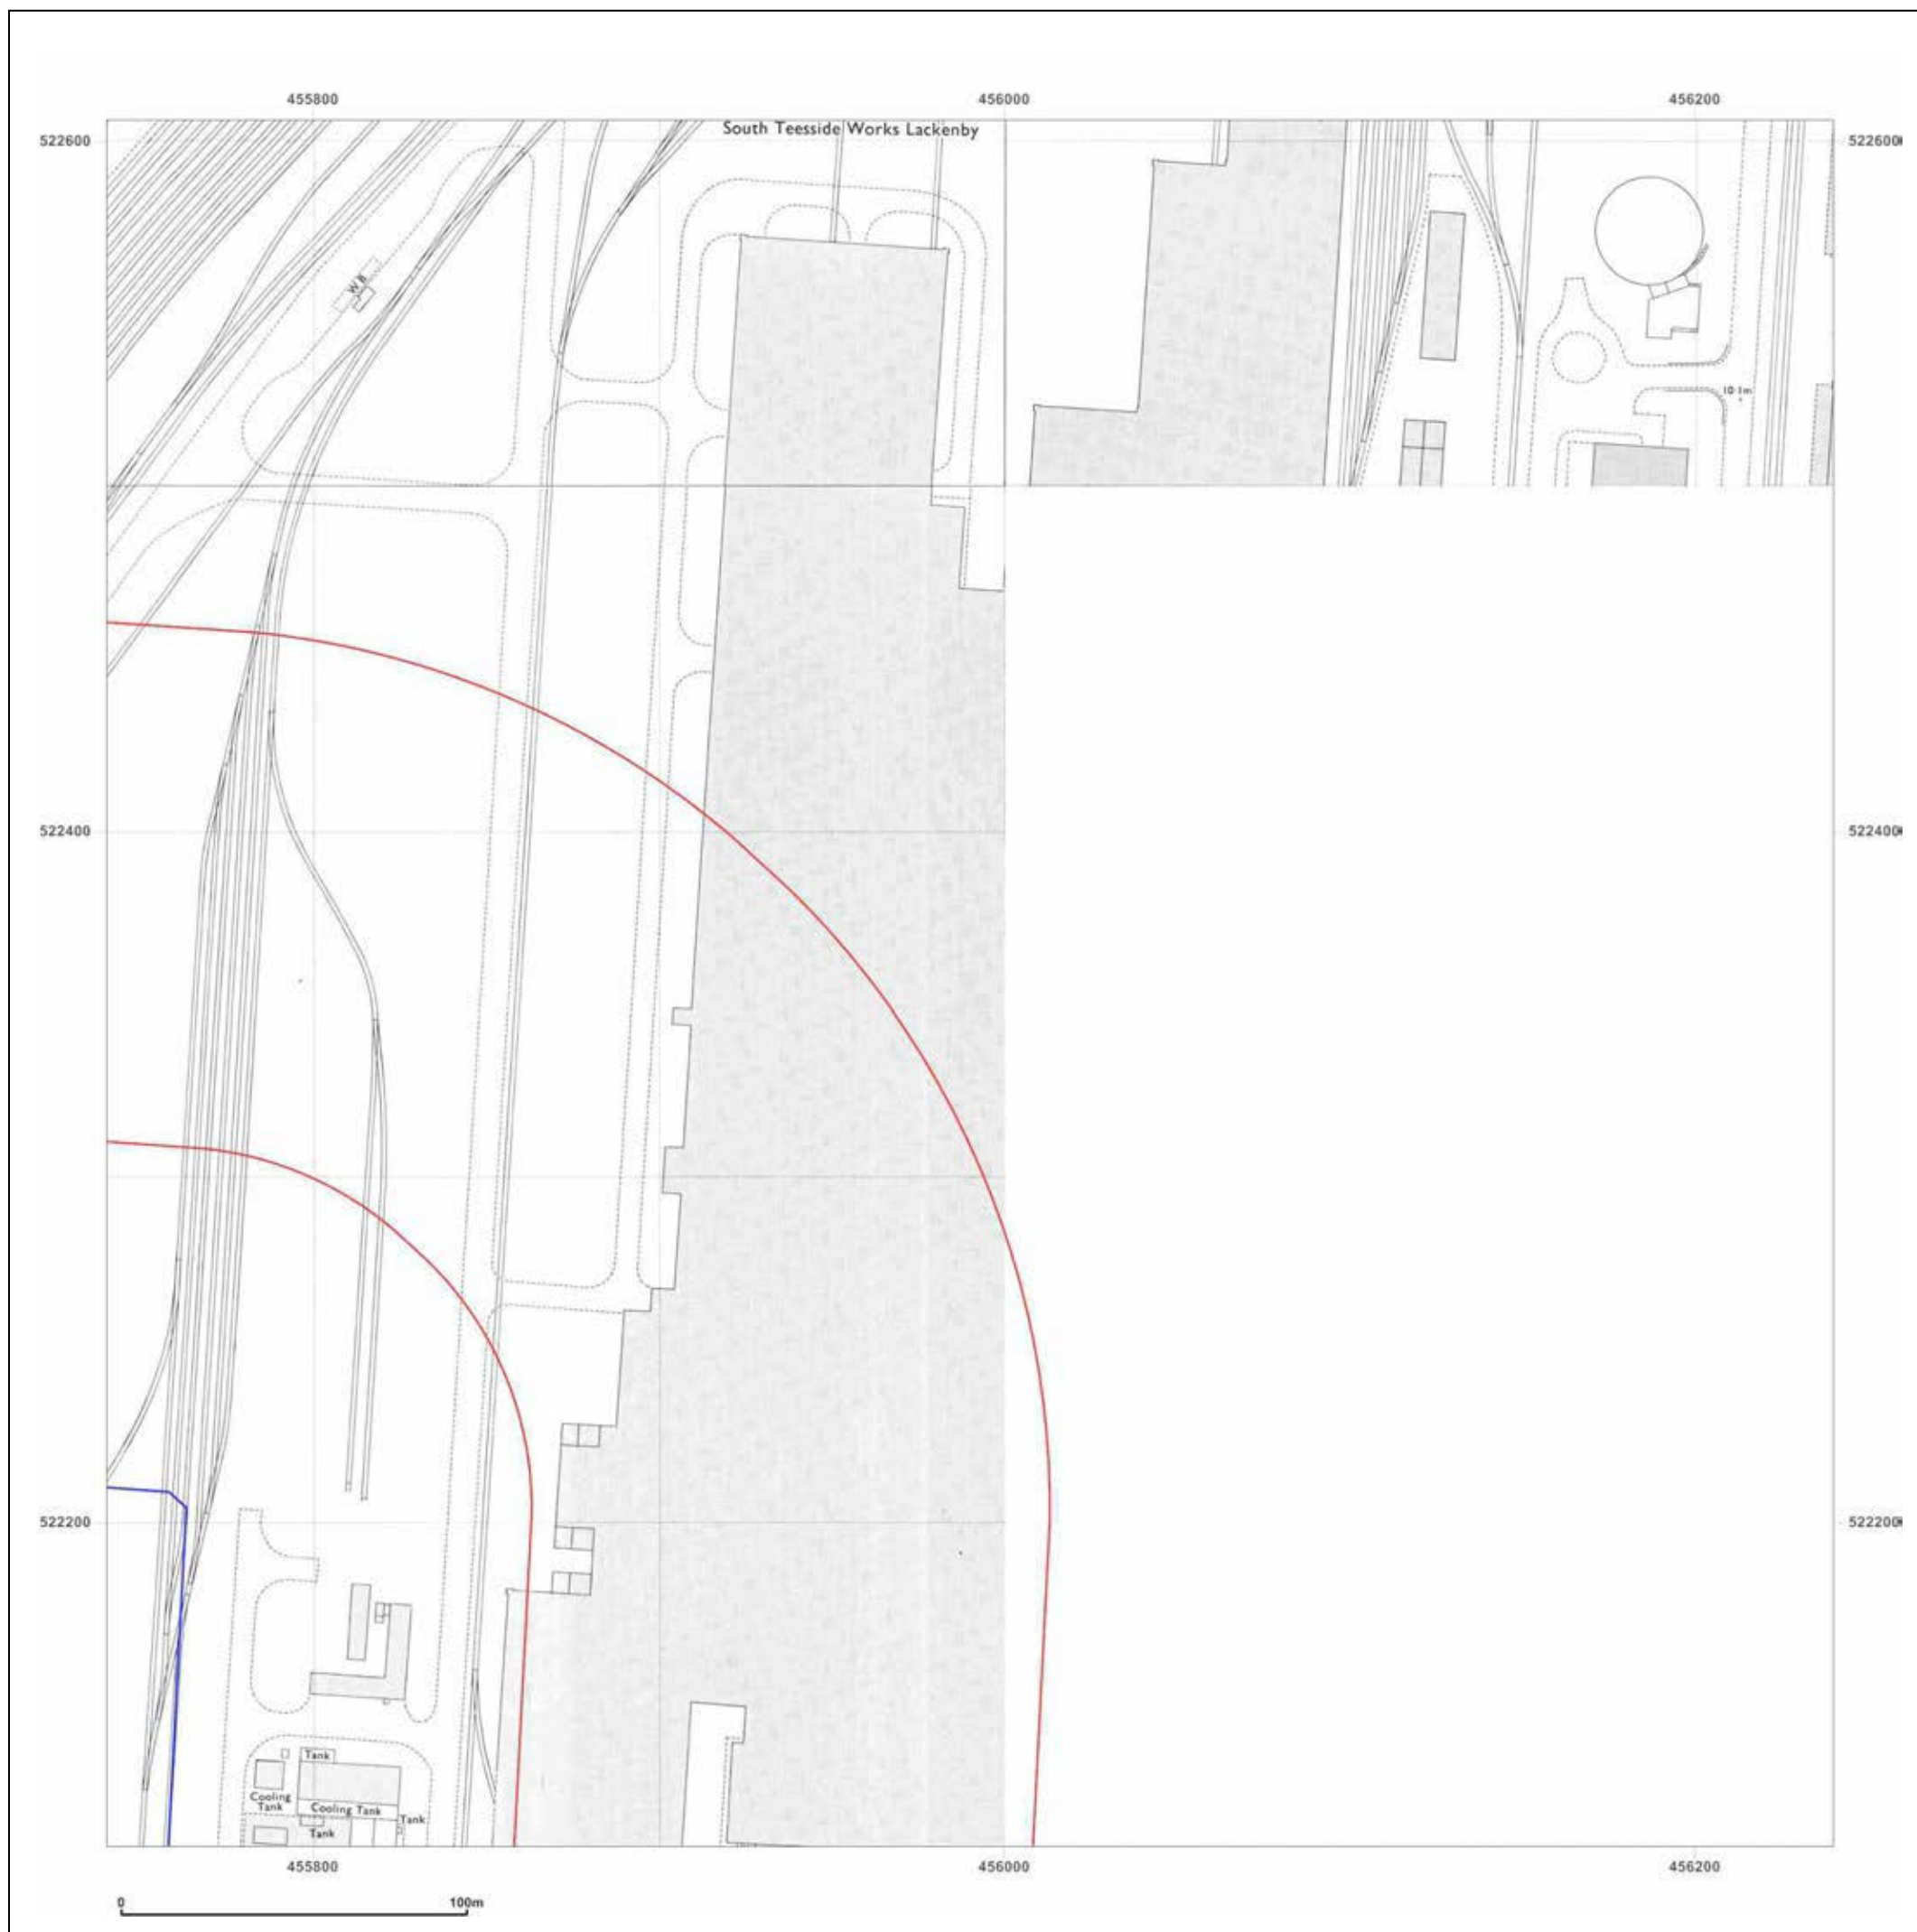 455800 456000 456200
South Teesside Works Lackenby
522600 522600
W B
10.1m
522400 522400
522200 522200
Tank
Cooling
Tank
Cooling Tank
Tank
Tank
455800 456000 456200
0 100m